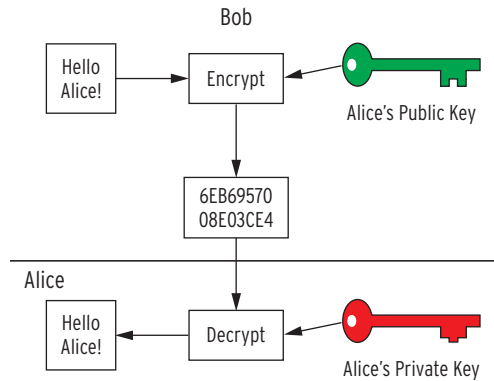 Bob
Hello
Alice!
Encrypt
Alice's Public Key
6EB69570
08E03CE4
Alice
Hello
Alice!
Decrypt
Alice's Private Key